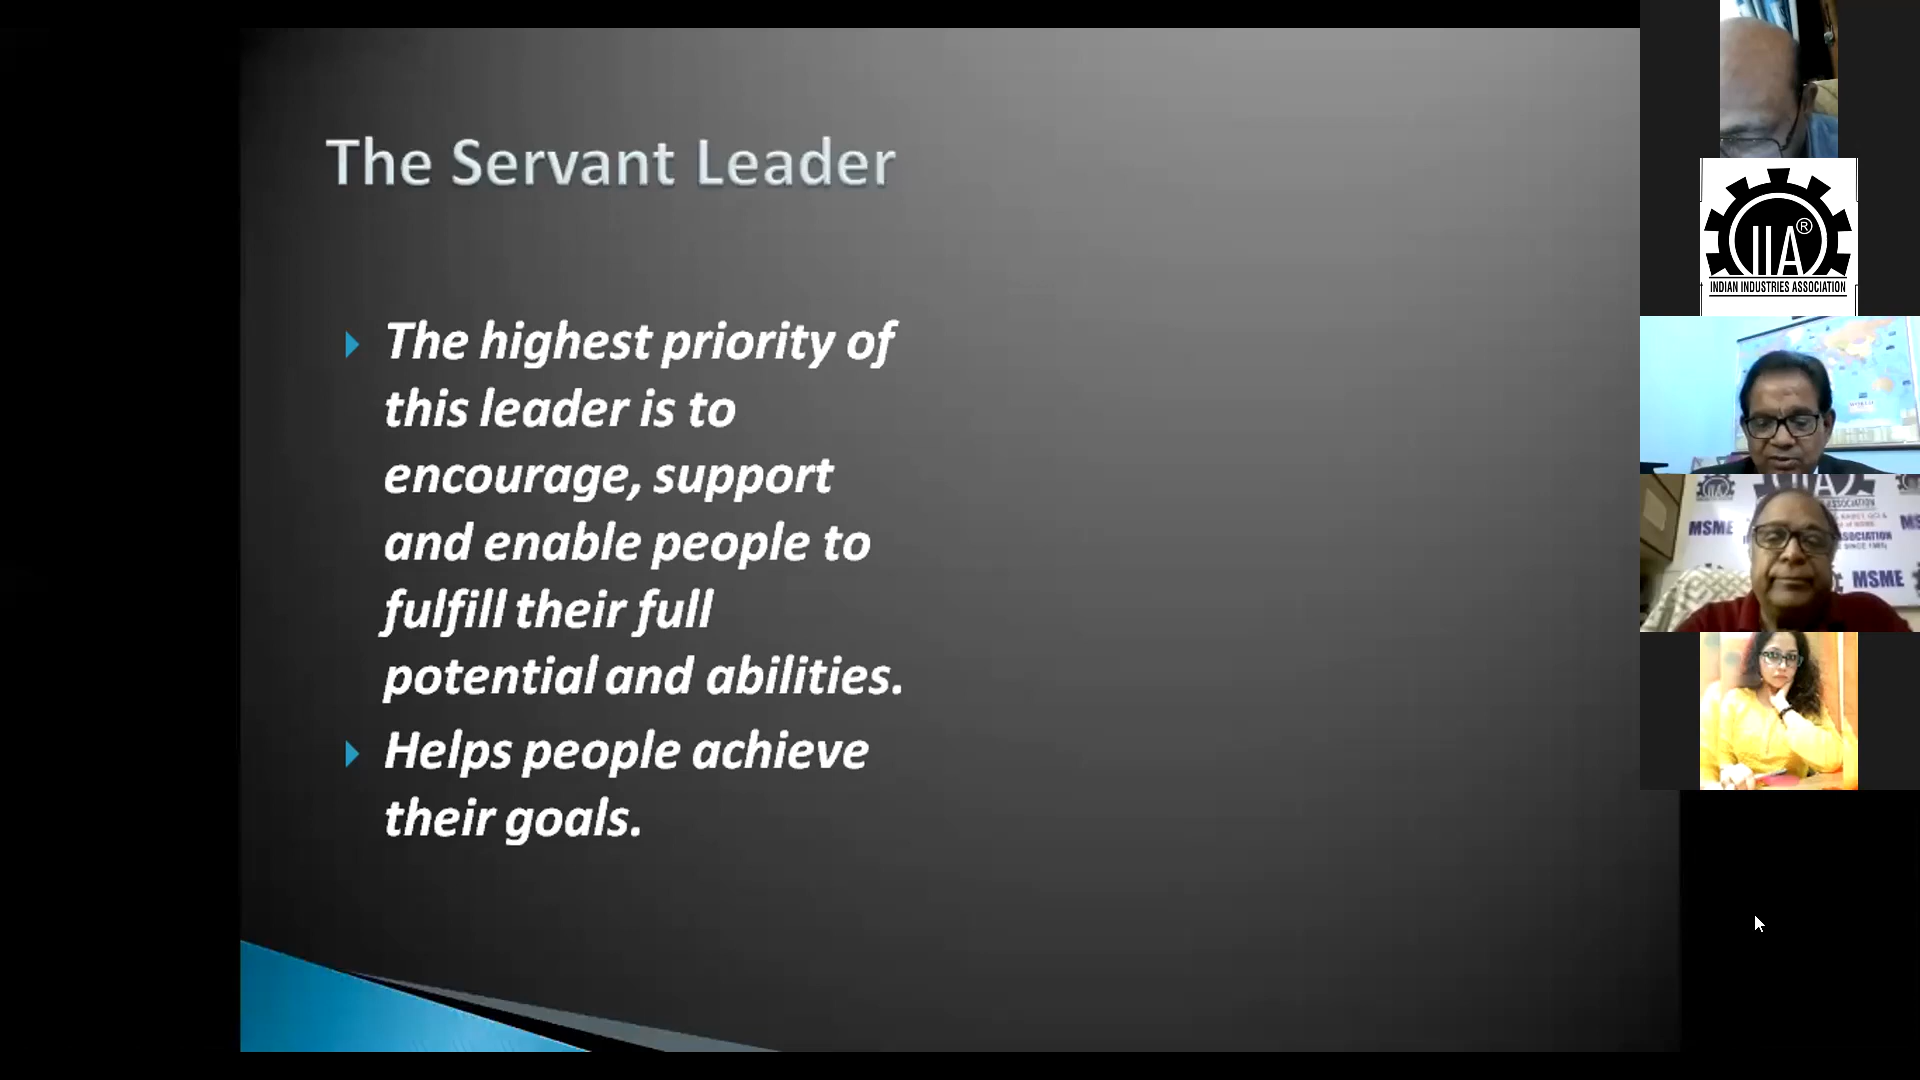 The Servant Leader
The highest priority of
this leader is to
encourage, support
and enable people to
fulfill their full
potential and abilities.
Helps people achieve
their goals.
IIA®
INDIAN INDUSTRIES ASSOCIATION
MSME
MSME